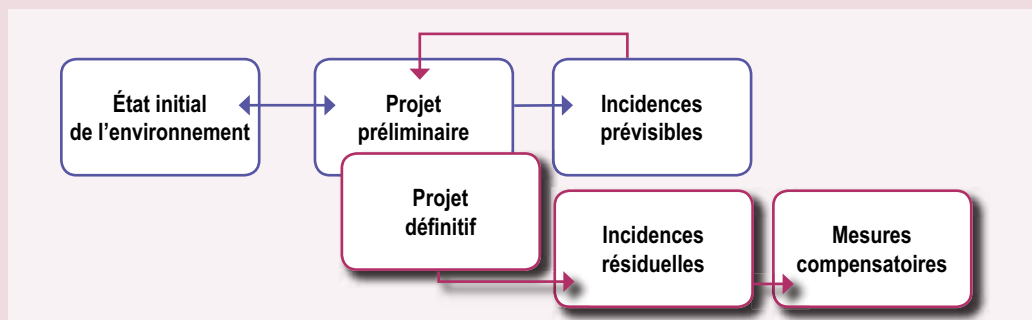 État initial
de l’environnement
Projet
préliminaire
Incidences
prévisibles
Projet
définitif
Incidences
résiduelles
Mesures
compensatoires